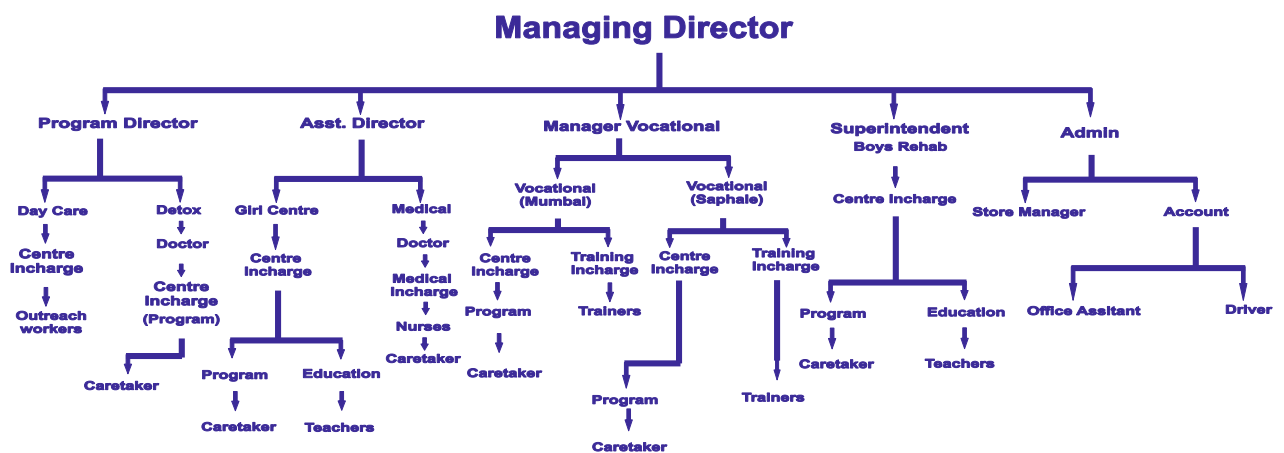 Managing Director
Program Director
Asst. Director
Manager Vocational
Superintendent
Boys Rehab
Admin
Day Care
Detox
Girl Centre
Medical
Vocational
(Mumbai)
Vocational
(Saphale)
Centre Incharge
Store Manager
Account
Centre
Incharge
Doctor
Centre
Incharge
Doctor
Centre
Incharge
Training
Incharge
Centre
Incharge
Training
Incharge
Outreach
workers
Centre
Incharge
(Program)
Medical
Incharge
Nurses
Caretaker
Program
Trainers
Program
Education
Office Assitant
Driver
Caretaker
Program
Education
Caretaker
Program
Trainers
Caretaker
Teachers
Caretaker
Teachers
Caretaker